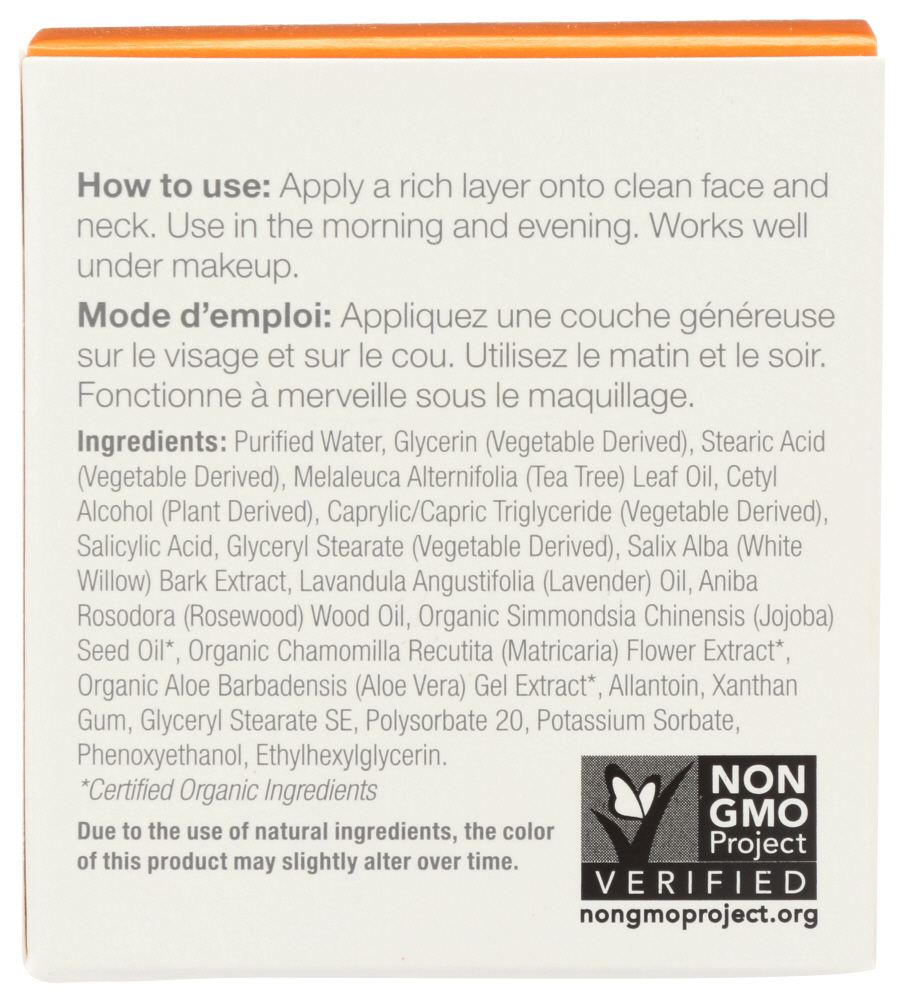 How to use: Apply a rich layer onto clean face and
neck. Use in the morning and evening. Works well
under makeup.
Mode d’emploi: Appliquez une couche généreuse
sur le visage et sur le cou. Utilisez le matin et le soir.
Fonctionne à merveille sous le maquillage.
Ingredients: Purified Water, Glycerin (Vegetable Derived), Stearic Acid
(Vegetable Derived), Melaleuca Alternifolia (Tea Tree) Leaf Oil, Cetyl
Alcohol (Plant Derived), Caprylic/Capric Triglyceride (Vegetable Derived),
Salicylic Acid, Glyceryl Stearate (Vegetable Derived), Salix Alba (White
Willow) Bark Extract, Lavandula Angustifolia (Lavender) Oil, Aniba
Rosodora (Rosewood) Wood Oil, Organic Simmondsia Chinensis (Jojoba)
Seed Oil*, Organic Chamomilla Recutita (Matricaria) Flower Extract*,
Organic Aloe Barbadensis (Aloe Vera) Gel Extract*, Allantoin, Xanthan
Gum, Glyceryl Stearate SE, Polysorbate 20, Potassium Sorbate,
Phenoxyethanol, Ethylhexylglycerin.
*Certified Organic Ingredients
Due to the use of natural ingredients, the color
of this product may slightly alter over time.
NON
GMO
Project
VERIFIED
nongmoproject.org